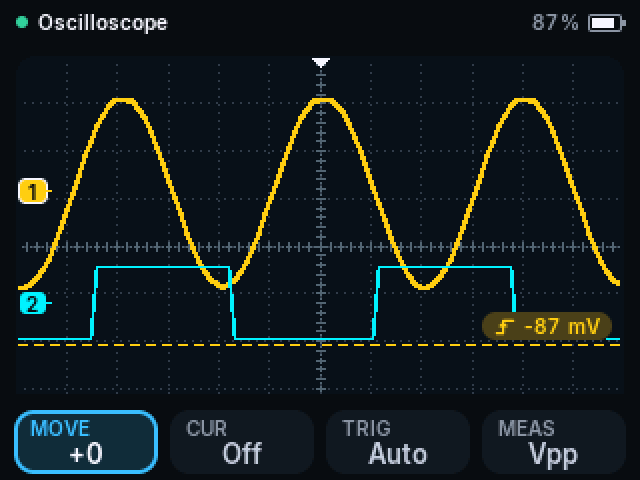 Oscilloscope
87%
1
2
-87 mV
MOVE
+0
CUR
Off
TRIG
Auto
MEAS
Vpp